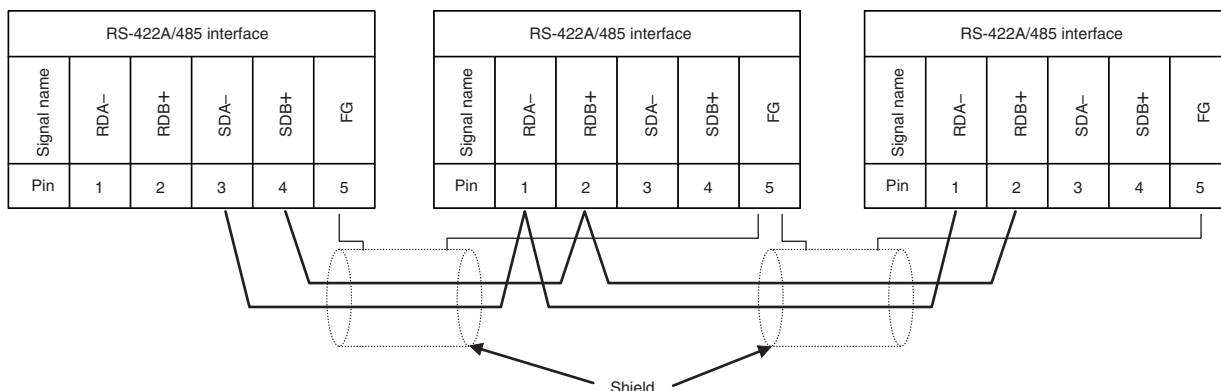 RS-422A/485 interface
Signal name RDA− RDB+ SDA− SDB+ FG
Pin 1 2 3 4 5
RS-422A/485 interface
Signal name RDA− RDB+ SDA− SDB+ FG
Pin 1 2 3 4 5
RS-422A/485 interface
Signal name RDA− RDB+ SDA− SDB+ FG
Pin 1 2 3 4 5
Shield